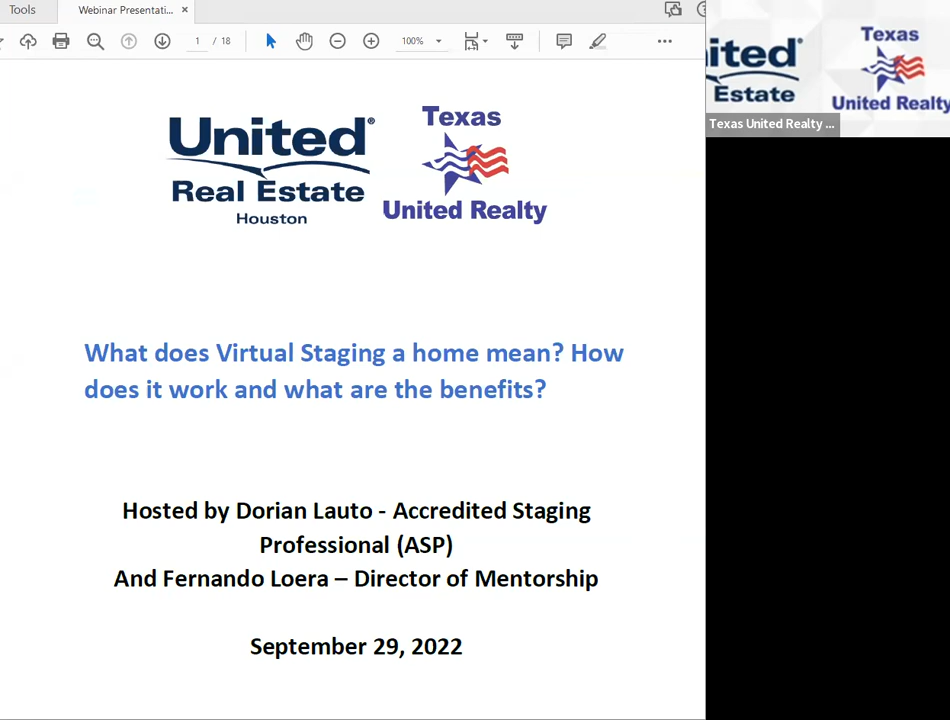 Tools
Webinar Presentati... ×
1 / 18
100%
United®
Real Estate
Houston
Texas
United Realty
What does Virtual Staging a home mean? How
does it work and what are the benefits?
Hosted by Dorian Lauto - Accredited Staging
Professional (ASP)
And Fernando Loera – Director of Mentorship
September 29, 2022
ited®
Estate
Texas
United Realty
Texas United Realty ...